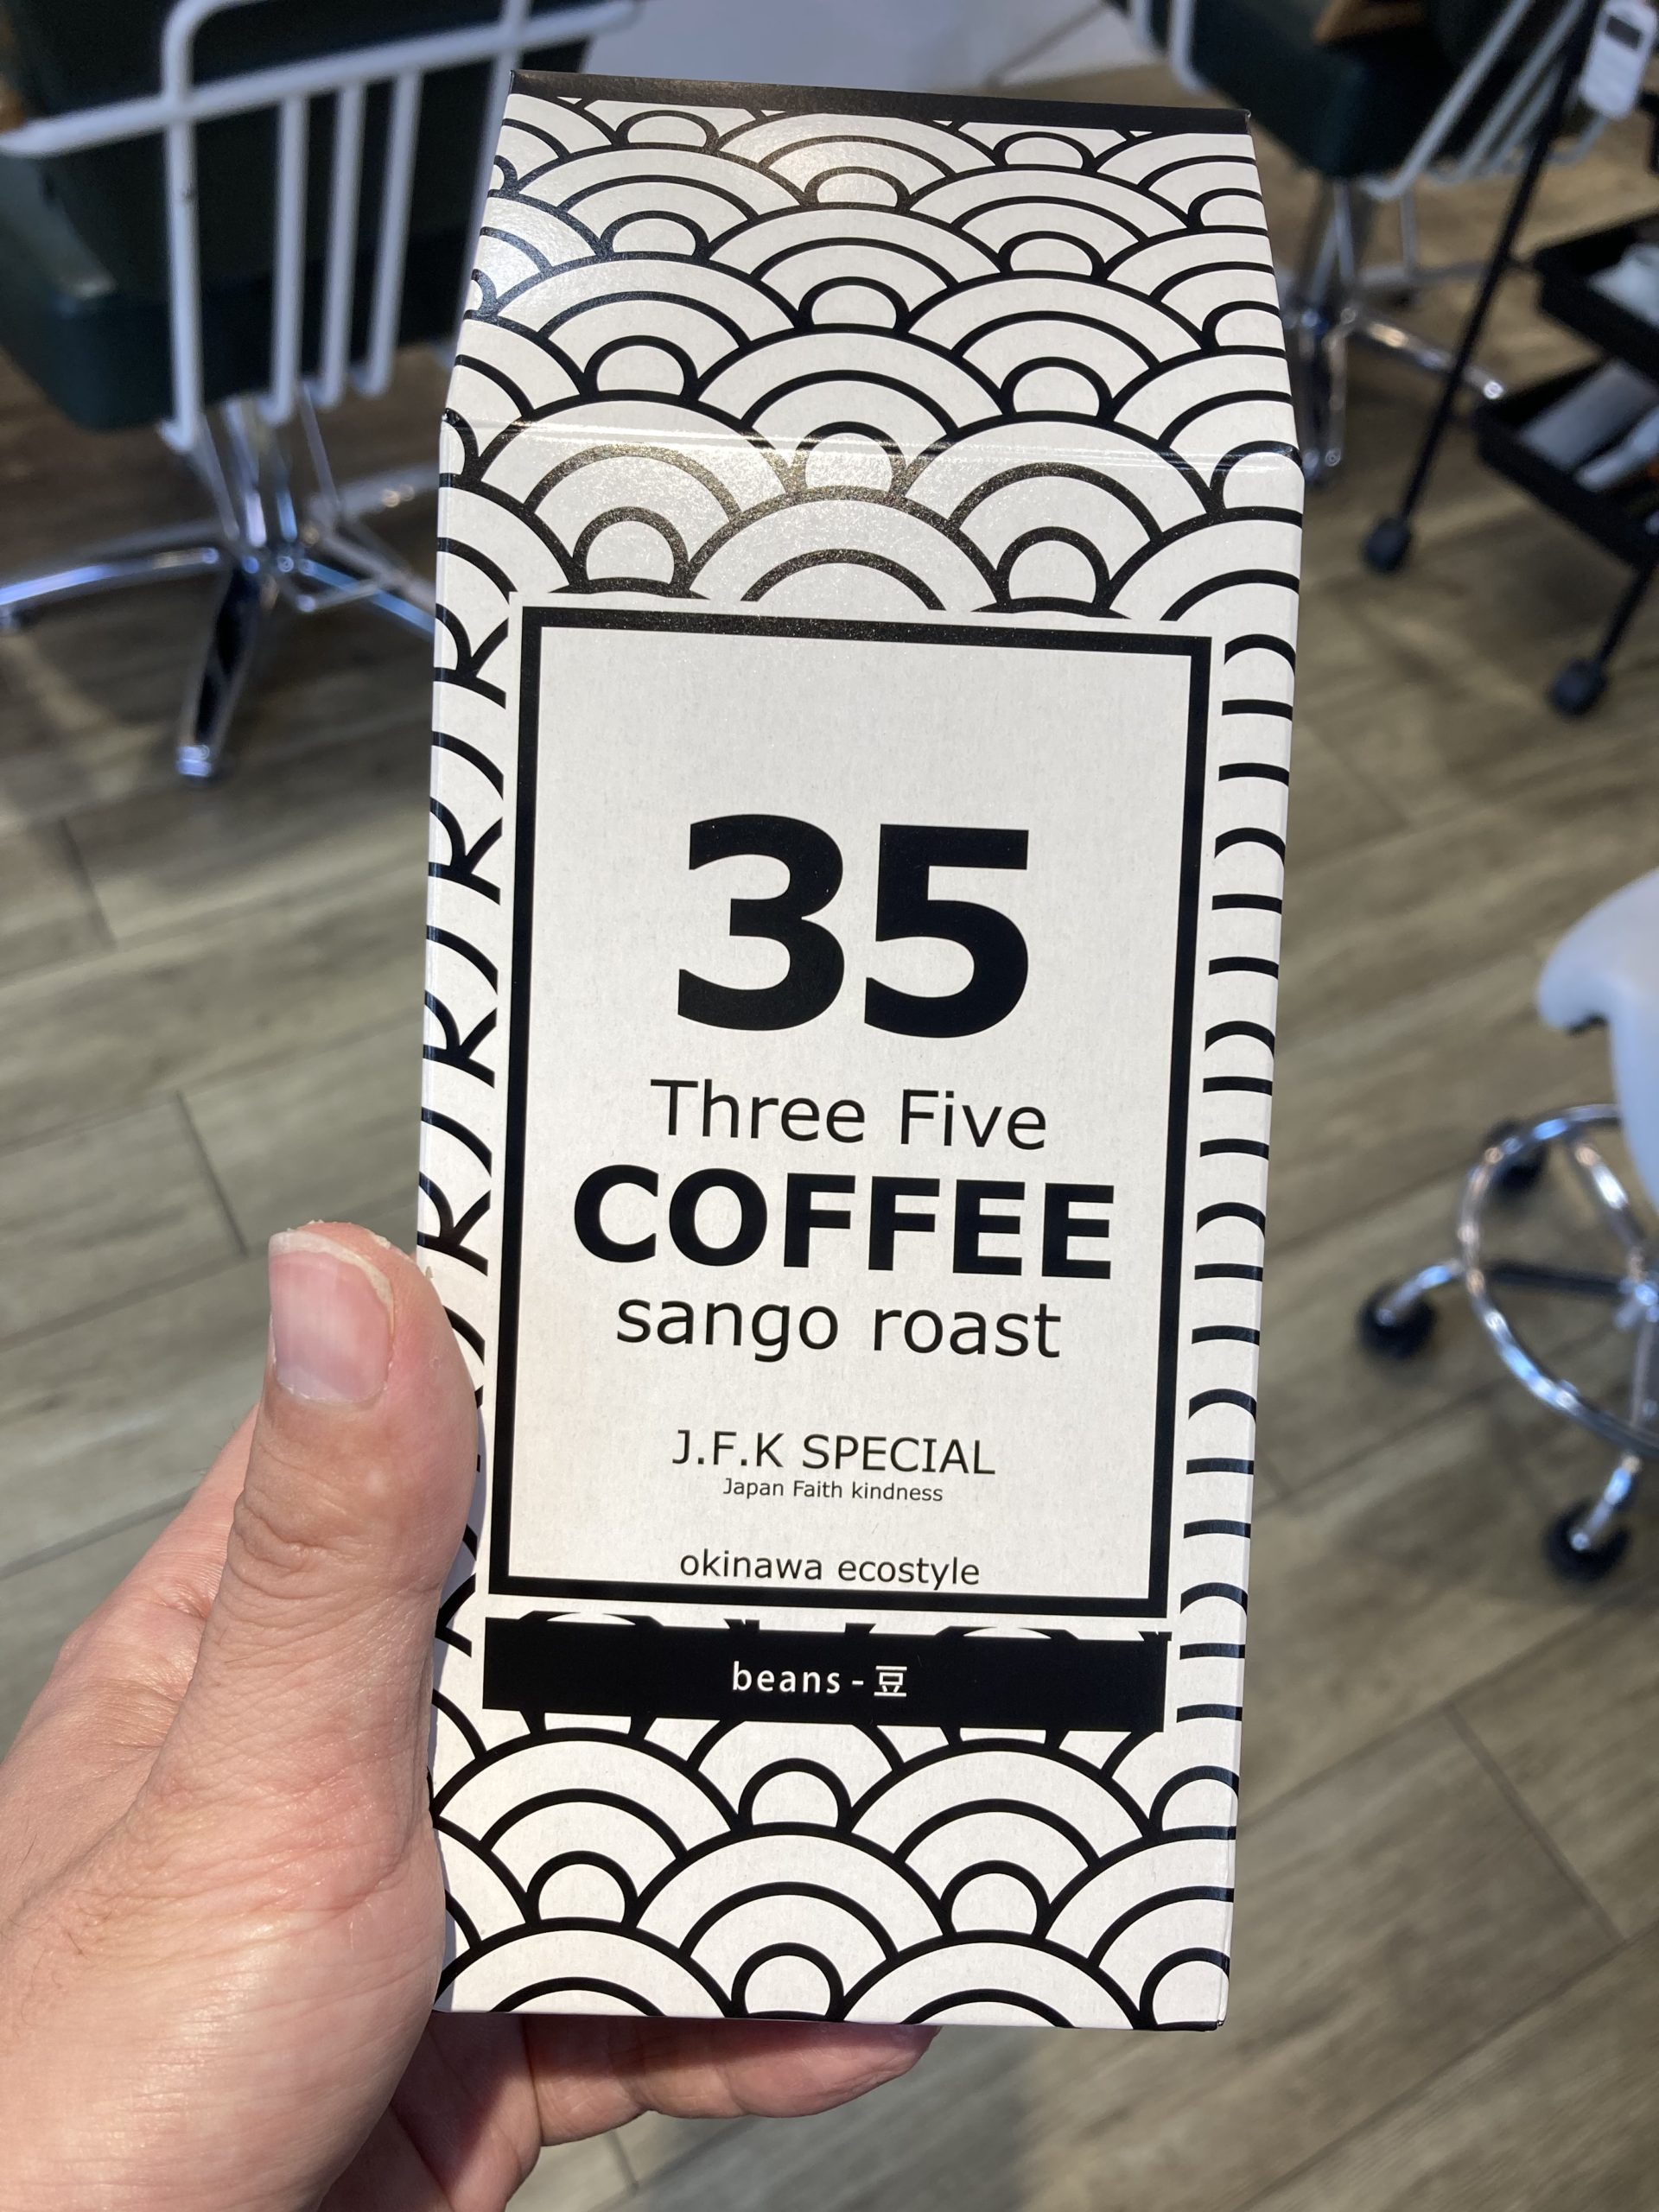 35
Three Five
COFFEE
sango roast
J.F.K SPECIAL
Japan Faith kindness
okinawa ecostyle
beans-豆